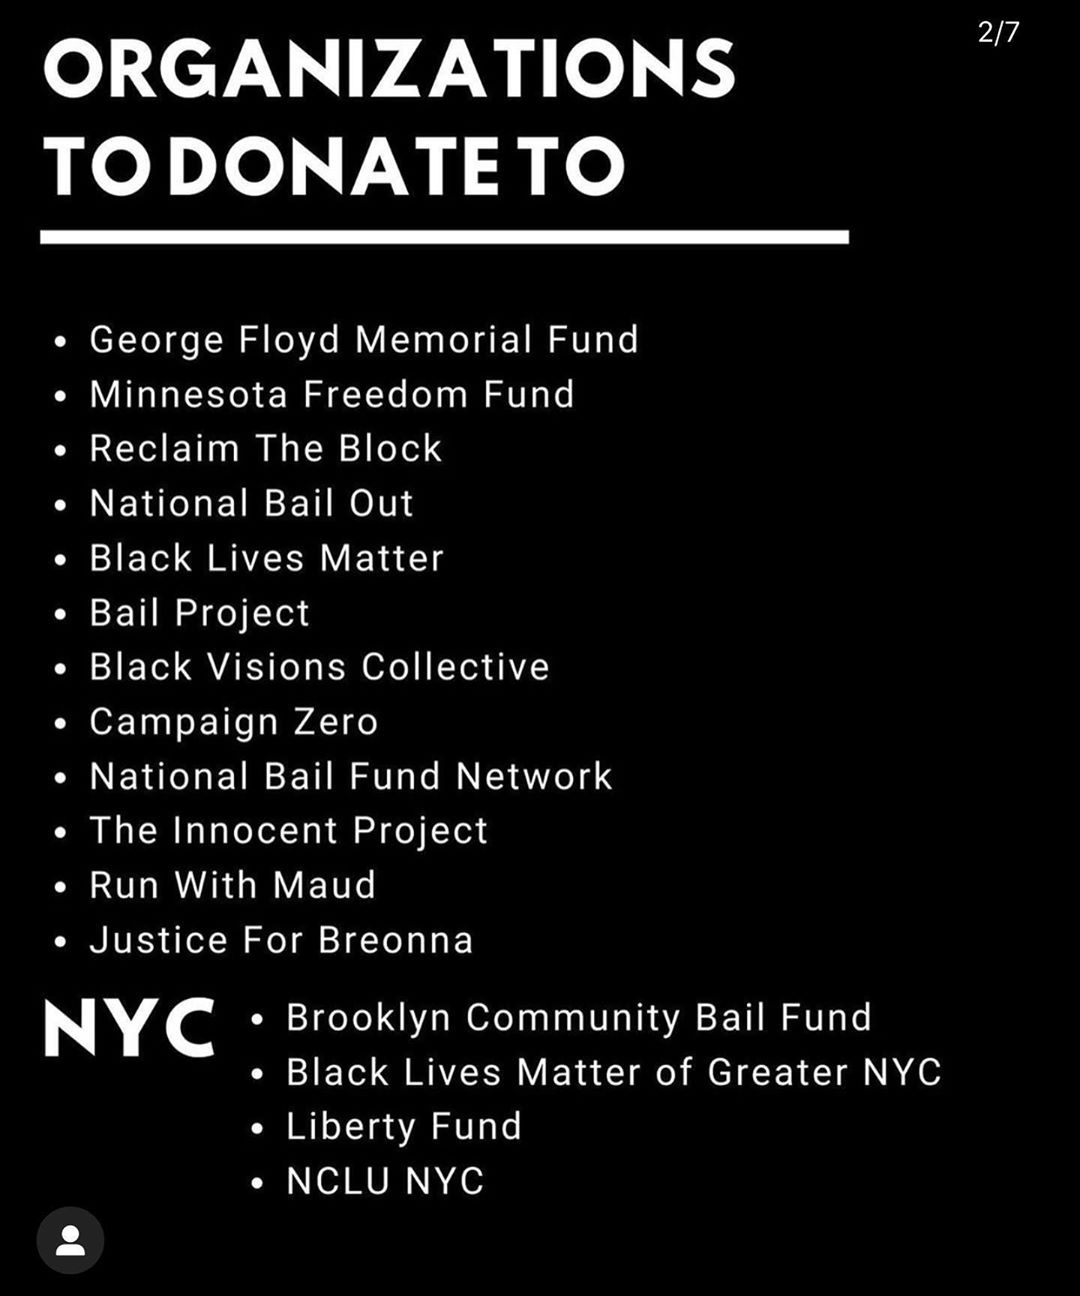 2/7
ORGANIZATIONS
TO DONATE TO
• George Floyd Memorial Fund
• Minnesota Freedom Fund
• Reclaim The Block
• National Bail Out
• Black Lives Matter
• Bail Project
• Black Visions Collective
• Campaign Zero
• National Bail Fund Network
• The Innocent Project
• Run With Maud
• Justice For Breonna
NYC
• Brooklyn Community Bail Fund
• Black Lives Matter of Greater NYC
• Liberty Fund
• NCLU NYC